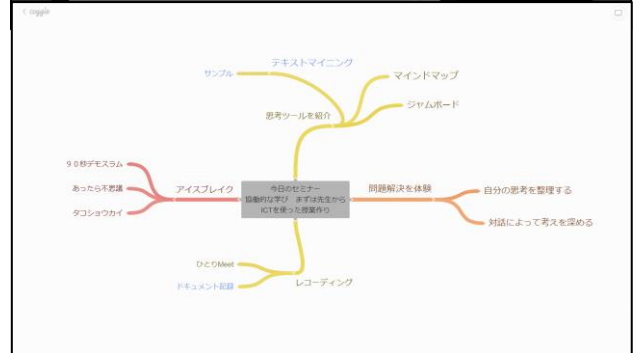 coggle
テキストマイニング
サンプル
マインドマップ
ジャムボード
思考ツールを紹介
90秒デモスラム
あったら不思議
タコショウカイ
アイスブレイク
今日のセミナー
協働的な学び まずは先生から
ICTを使った授業作り
問題解決を体験
自分の思考を整理する
対話によって考えを深める
ひとりMeet
ドキュメント記録
レコーディング